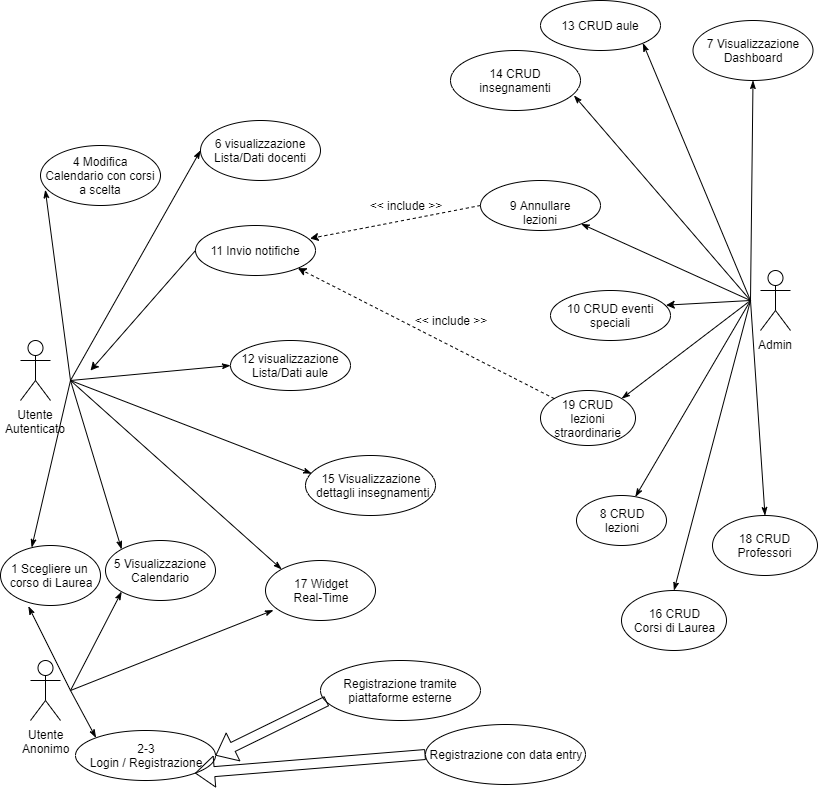 13 CRUD aule
7 Visualizzazione
Dashboard
14 CRUD
insegnamenti
6 visualizzazione
Lista/Dati docenti
4 Modifica
Calendario con corsi
a scelta
<< include >>
9 Annullare
lezioni
11 Invio notifiche
10 CRUD eventi
speciali
<< include >>
Admin
12 visualizzazione
Lista/Dati aule
Utente
Autenticato
19 CRUD
lezioni
straordinarie
15 Visualizzazione
dettagli insegnamenti
8 CRUD
lezioni
18 CRUD
Professori
1 Scegliere un
corso di Laurea
5 Visualizzazione
Calendario
17 Widget
Real-Time
16 CRUD
Corsi di Laurea
Registrazione tramite
piattaforme esterne
Utente
Anonimo
2-3
Login / Registrazione
Registrazione con data entry